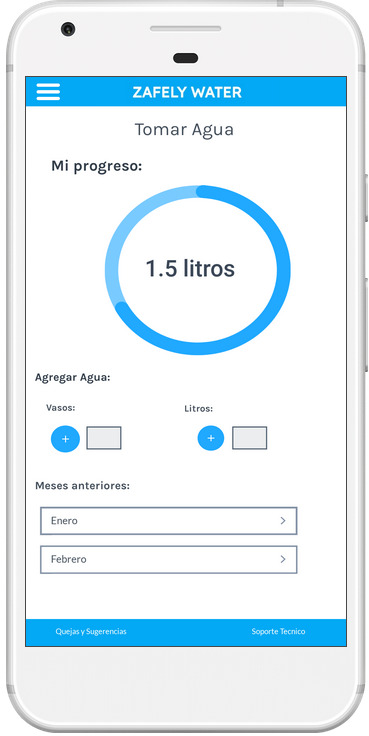 ZAFELY WATER
Tomar Agua
Mi progreso:
1.5 litros
Agregar Agua:
Vasos:
Litros:
+
+
Meses anteriores:
Enero
Febrero
Quejas y Sugerencias
Soporte Tecnico